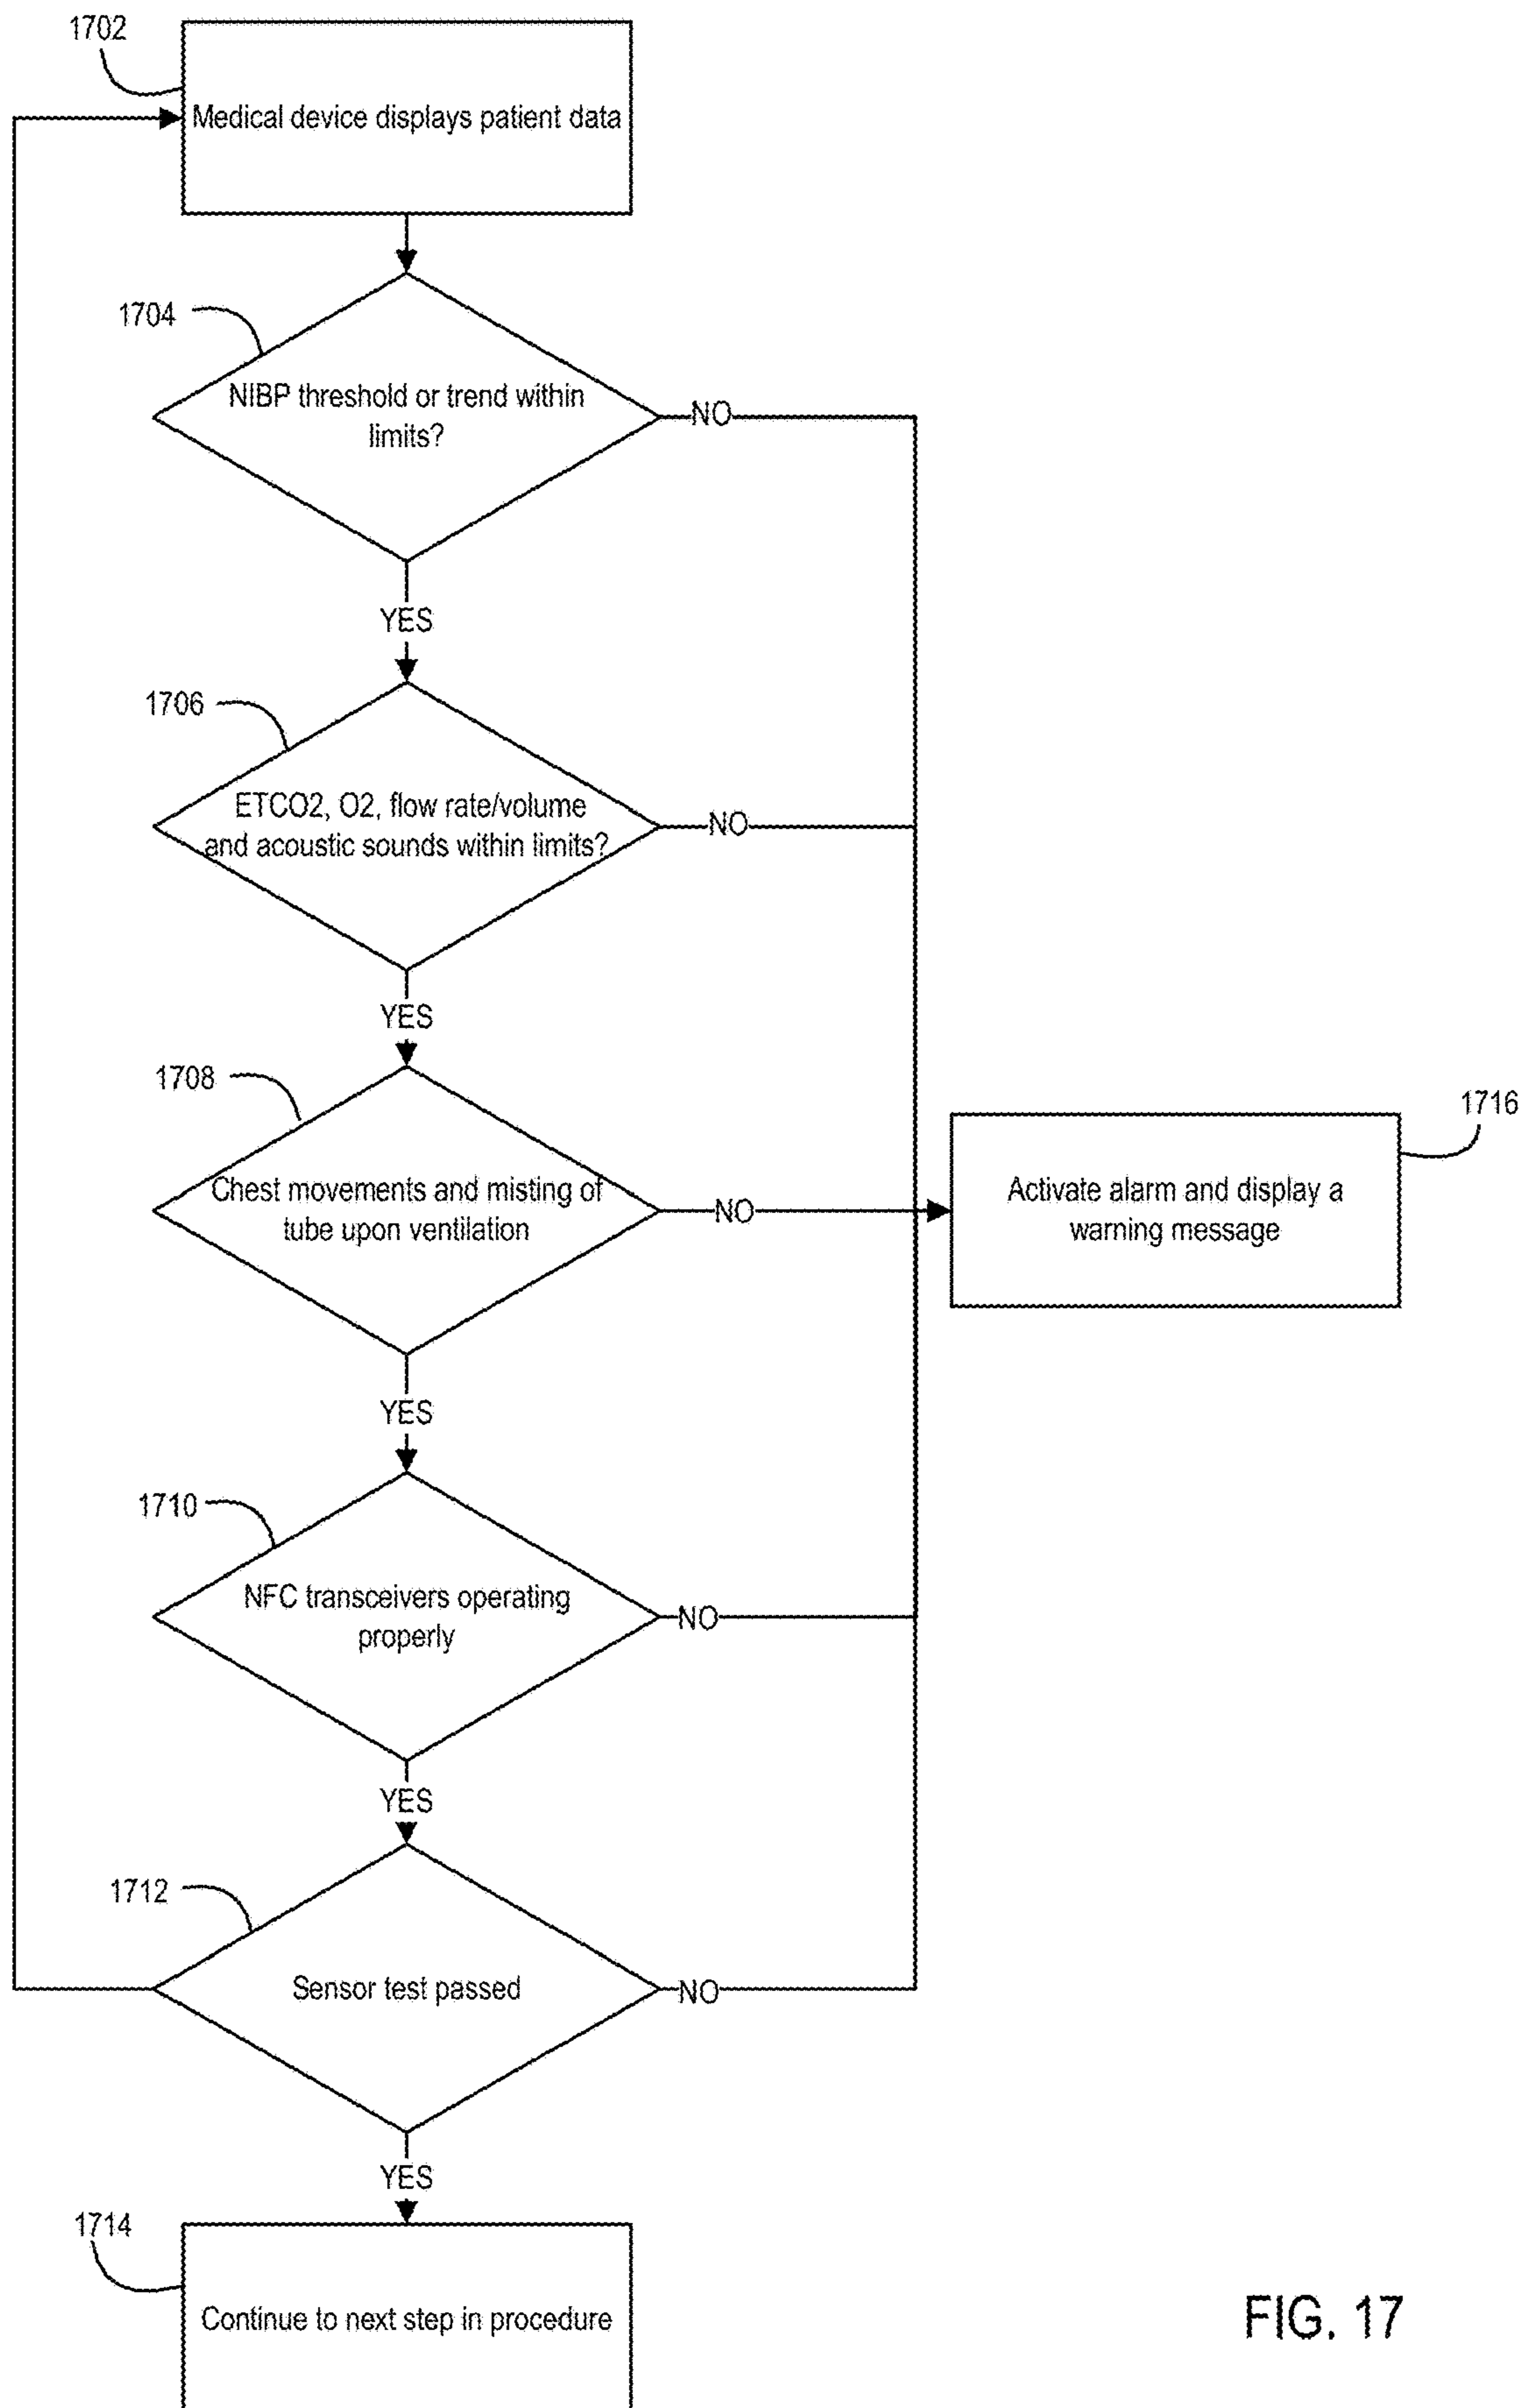 1702
Medical device displays patient data
1704
NIBP threshold or trend within
limits?
NO
YES
1706
ETCO2, O2, flow rate/volume
and acoustic sounds within limits?
NO
YES
1708
Chest movements and misting of
tube upon ventilation
NO
1716
Activate alarm and display a
warning message
YES
1710
NFC transceivers operating
properly
NO
YES
1712
Sensor test passed
NO
YES
1714
Continue to next step in procedure
FIG. 17